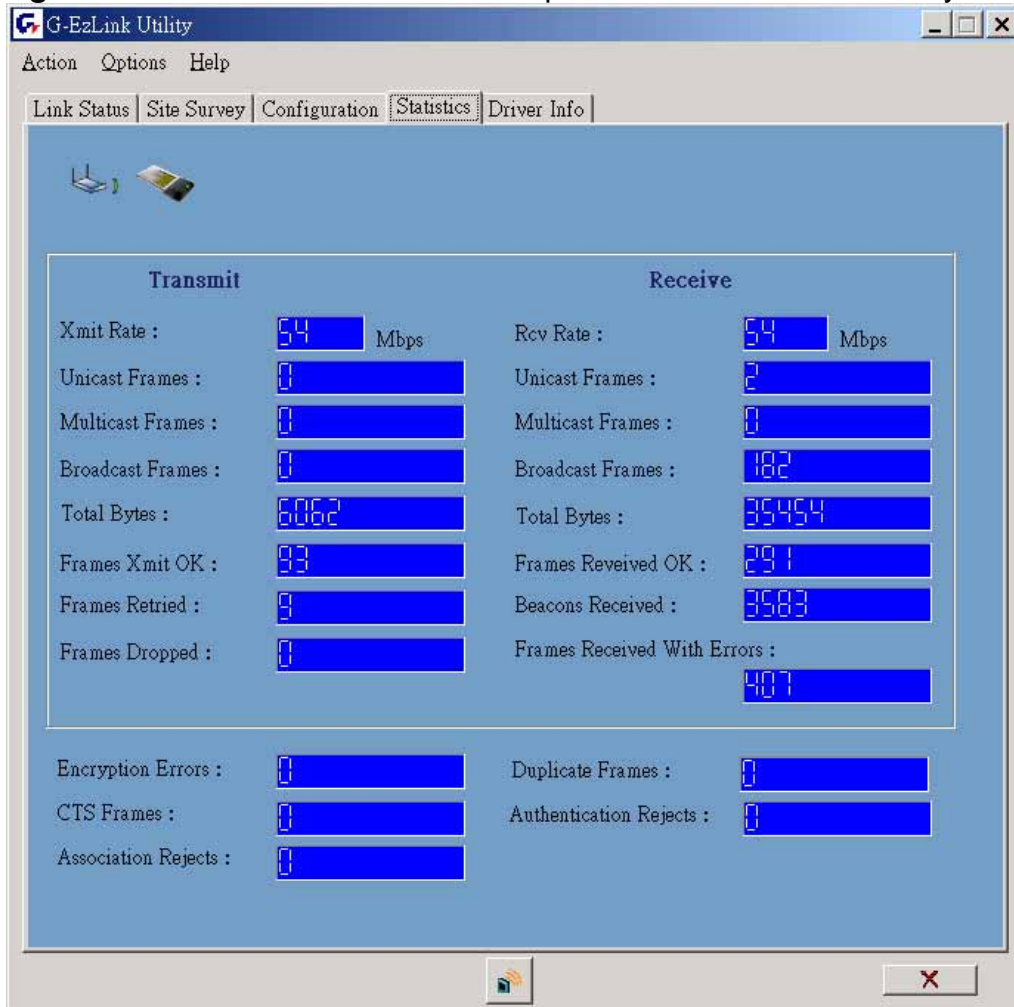 G-EzLink Utility
Action Options Help
Link Status Site Survey Configuration Statistics Driver Info
Transmit
Receive
Xmit Rate : 54 Mbps
Rcv Rate : 54 Mbps
Unicast Frames : 0
Unicast Frames : 2
Multicast Frames : 0
Multicast Frames : 0
Broadcast Frames : 0
Broadcast Frames : 182
Total Bytes : 6062
Total Bytes : 35454
Frames Xmit OK : 93
Frames Reveived OK : 291
Frames Retried : 9
Beacons Received : 3583
Frames Dropped : 0
Frames Received With Errors :
407
Encryption Errors : 0
Duplicate Frames : 0
CTS Frames : 0
Authentication Rejects : 0
Association Rejects : 0